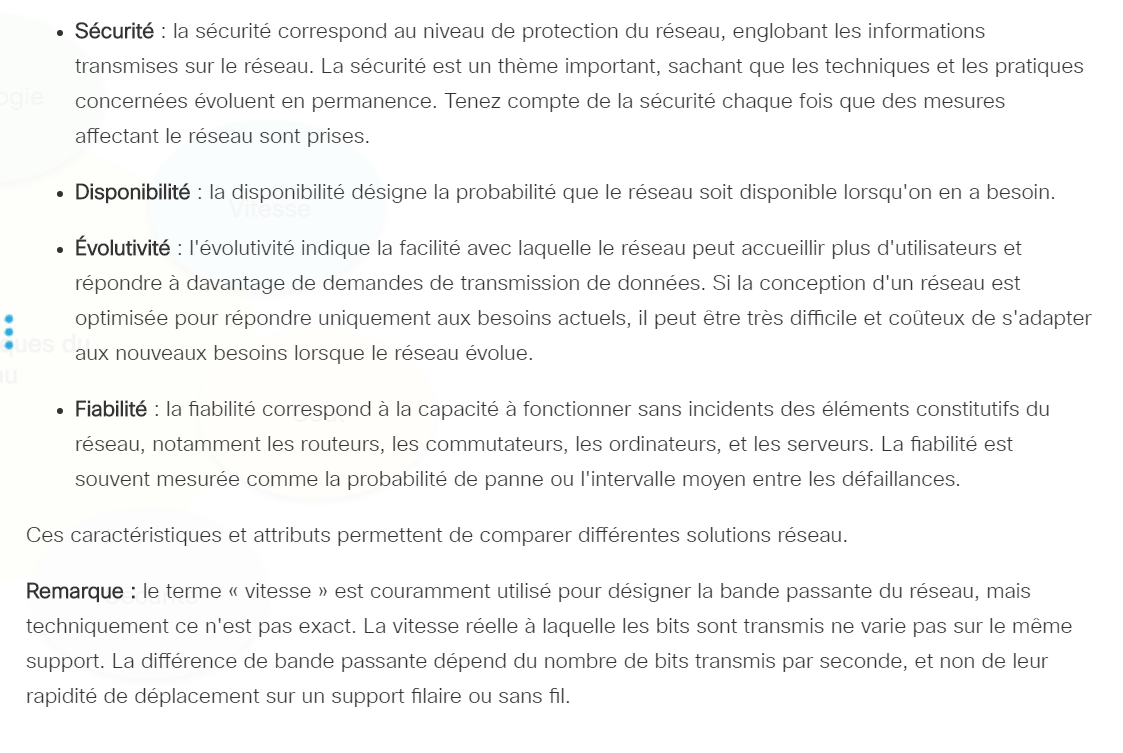 • Sécurité : la sécurité correspond au niveau de protection du réseau, englobant les informations
transmises sur le réseau. La sécurité est un thème important, sachant que les techniques et les pratiques
concernées évoluent en permanence. Tenez compte de la sécurité chaque fois que des mesures
affectant le réseau sont prises.
• Disponibilité : la disponibilité désigne la probabilité que le réseau soit disponible lorsqu'on en a besoin.
Vitesse
• Évolutivité : l'évolutivité indique la facilité avec laquelle le réseau peut accueillir plus d'utilisateurs et
répondre à davantage de demandes de transmission de données. Si la conception d'un réseau est
optimisée pour répondre uniquement aux besoins actuels, il peut être très difficile et coûteux de s'adapter
aux nouveaux besoins lorsque le réseau évolue.
• Fiabilité : la fiabilité correspond à la capacité à fonctionner sans incidents des éléments constitutifs du
réseau, notamment les routeurs, les commutateurs, les ordinateurs, et les serveurs. La fiabilité est
souvent mesurée comme la probabilité de panne ou l'intervalle moyen entre les défaillances.
Ces caractéristiques et attributs permettent de comparer différentes solutions réseau.
Remarque : le terme « vitesse » est couramment utilisé pour désigner la bande passante du réseau, mais
techniquement ce n'est pas exact. La vitesse réelle à laquelle les bits sont transmis ne varie pas sur le même
support. La différence de bande passante dépend du nombre de bits transmis par seconde, et non de leur
rapidité de déplacement sur un support filaire ou sans fil.